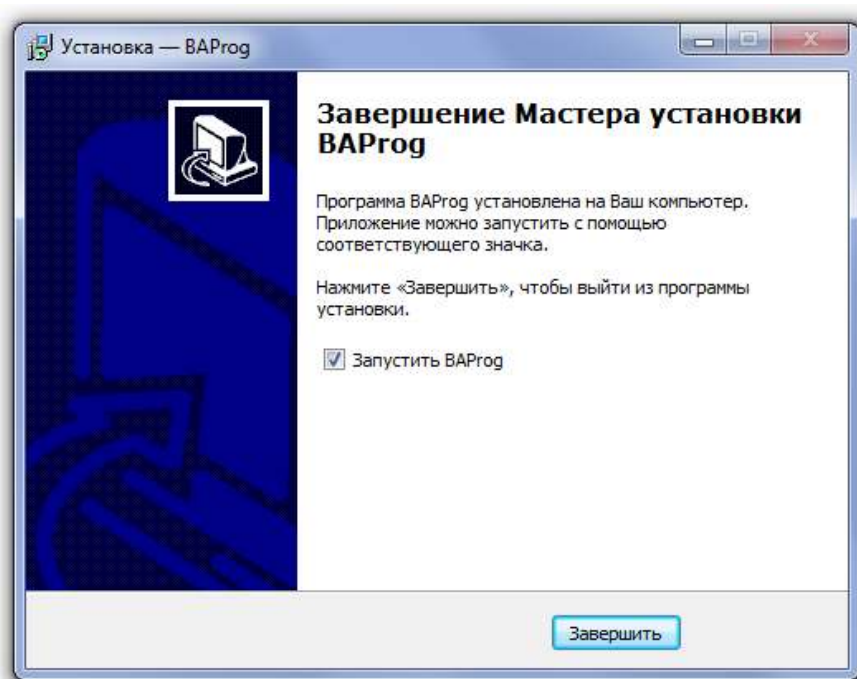 Установка — BAProg
Завершение Мастера установки
BAProg
Программа BAProg установлена на Ваш компьютер.
Приложение можно запустить с помощью
соответствующего значка.
Нажмите «Завершить», чтобы выйти из программы
установки.
Запустить BAProg
Завершить